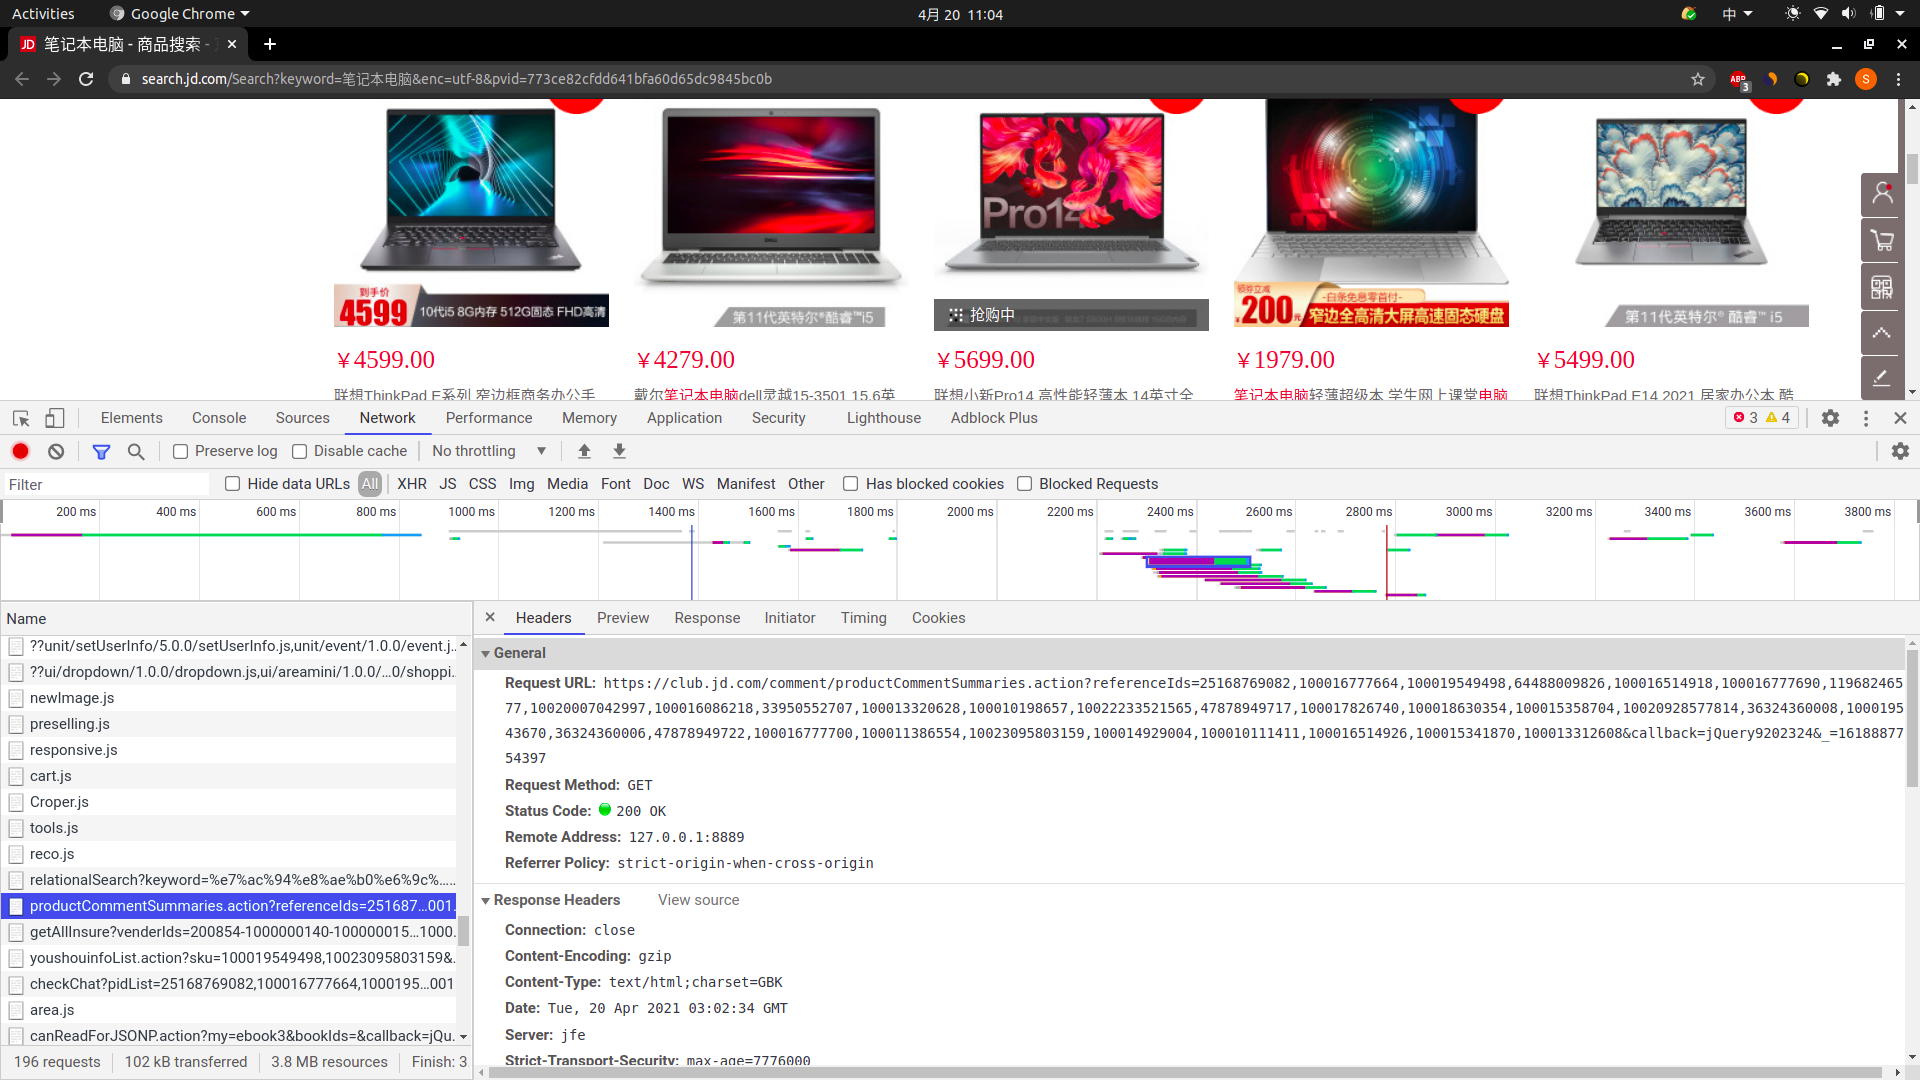 Activities
Google Chrome
4月 20 11:04
中
JD 笔记本电脑 - 商品搜索 -
search.jd.com/Search?keyword=笔记本电脑&enc=utf-8&pvid=773ce82cfdd641bfa60d65dc9845bc0b
ABP
3
S
Pro14
到手价
4599
10代i5 8G内存 512G固态 FHD高清
第11代英特尔®酷睿™i5
抢购中
领券立减
200元
-白条免息零首付-
窄边全高清大屏高速固态硬盘
第11代英特尔® 酷睿™ i5
¥4599.00
¥4279.00
¥5699.00
¥1979.00
¥5499.00
联想ThinkPad E系列 窄边框商务办公手
戴尔笔记本电脑dell灵越15-3501 15.6英
联想小新Pro14 高性能轻薄本 14英寸全
笔记本电脑轻薄超级本 学生网上课堂电脑
联想ThinkPad E14 2021 居家办公本 酷
Elements Console Sources Network Performance Memory Application Security Lighthouse Adblock Plus 3 4
Preserve log Disable cache No throttling
Filter Hide data URLs All XHR JS CSS Img Media Font Doc WS Manifest Other Has blocked cookies Blocked Requests
200 ms 400 ms 600 ms 800 ms 1000 ms 1200 ms 1400 ms 1600 ms 1800 ms 2000 ms 2200 ms 2400 ms 2600 ms 2800 ms 3000 ms 3200 ms 3400 ms 3600 ms 3800 ms
Name
??unit/setUserInfo/5.0.0/setUserInfo.js,unit/event/1.0.0/event.j...
??ui/dropdown/1.0.0/dropdown.js,ui/areamini/1.0.0/...0/shoppi...
newImage.js
preselling.js
responsive.js
cart.js
Croper.js
tools.js
reco.js
relationalSearch?keyword=%e7%ac%94%e8%ae%b0%e6%9c%...
productCommentSummaries.action?referenceIds=251687...001...
getAllInsure?venderIds=200854-1000000140-100000015...1000...
youshouinfoList.action?sku=100019549498,10023095803159&...
checkChat?pidList=25168769082,100016777664,1000195...001
area.js
canReadForJSONP.action?my=ebook3&bookIds=&callback=jQu...
196 requests 102 kB transferred 3.8 MB resources Finish: 3
Headers Preview Response Initiator Timing Cookies
General
Request URL: https://club.jd.com/comment/productCommentSummaries.action?referenceIds=25168769082,100016777664,100019549498,64488009826,100016514918,100016777690,119682465
77,10020007042997,100016086218,33950552707,100013320628,100010198657,10022233521565,47878949717,100017826740,100018630354,100015358704,10020928577814,36324360008,1000195
43670,36324360006,47878949722,100016777700,100011386554,10023095803159,100014929004,100010111411,100016514926,100015341870,100013312608&callback=jQuery9202324&_=16188877
54397
Request Method: GET
Status Code: 200 OK
Remote Address: 127.0.0.1:8889
Referrer Policy: strict-origin-when-cross-origin
Response Headers View source
Connection: close
Content-Encoding: gzip
Content-Type: text/html;charset=GBK
Date: Tue, 20 Apr 2021 03:02:34 GMT
Server: jfe
Strict-Transport-Security: max-age=7776000